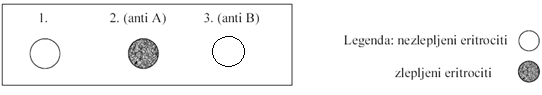 1. 2. (anti A) 3. (anti B)
Legenda: nezlepljeni eritrociti
zlepljeni eritrociti